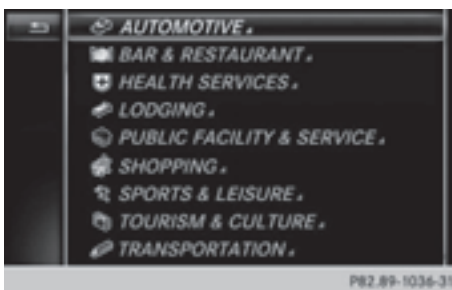 AUTOMOTIVE
BAR & RESTAURANT
HEALTH SERVICES
LODGING
PUBLIC FACILITY & SERVICE
SHOPPING
SPORTS & LEISURE
TOURISM & CULTURE
TRANSPORTATION
P82.89-1036-31